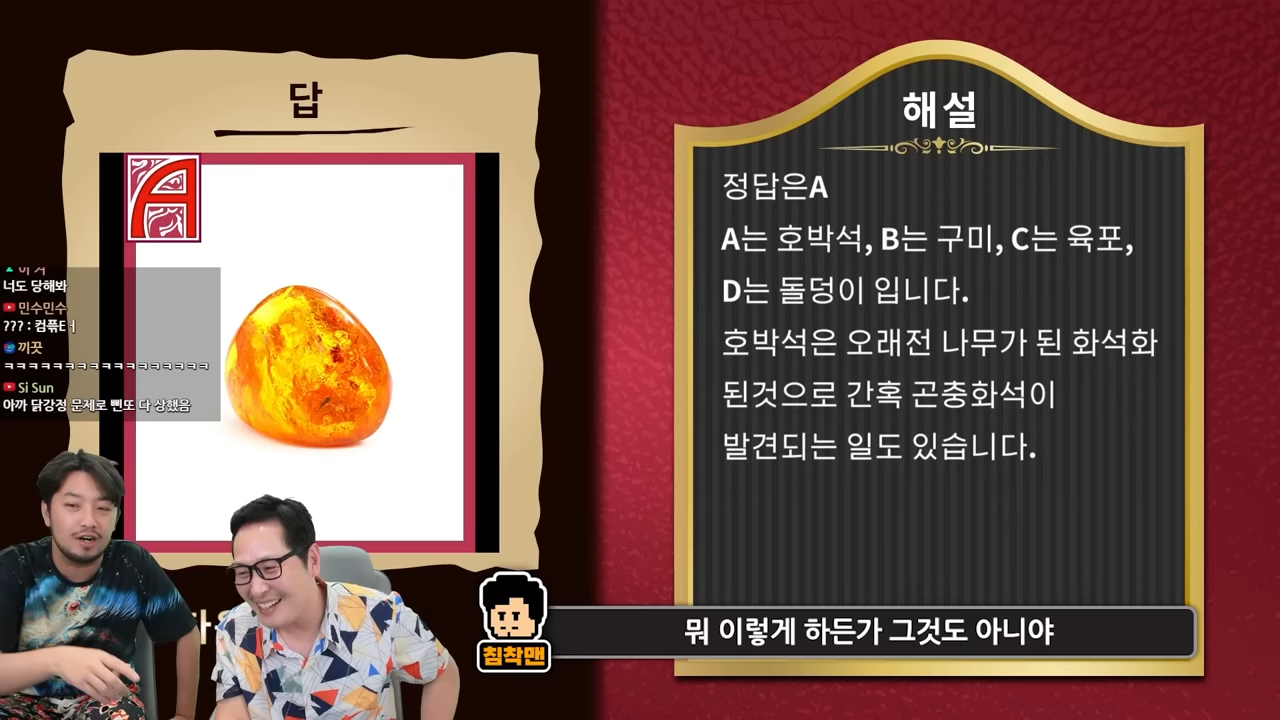 답
A
해설
정답은A
A는 호박석, B는 구미, C는 육포,
D는 돌덩이 입니다.
호박석은 오래전 나무가 된 화석화
된것으로 간혹 곤충화석이
발견되는 일도 있습니다.
너도 당해봐
민수민수
??? : 컴퓨터
끼끗
ㅋㅋㅋㅋㅋㅋㅋㅋㅋㅋㅋㅋㅋㅋㅋㅋㅋ
Si Sun
아까 닭강정 문제로 삔또 다 상했음
침착맨
뭐 이렇게 하든가 그것도 아니야